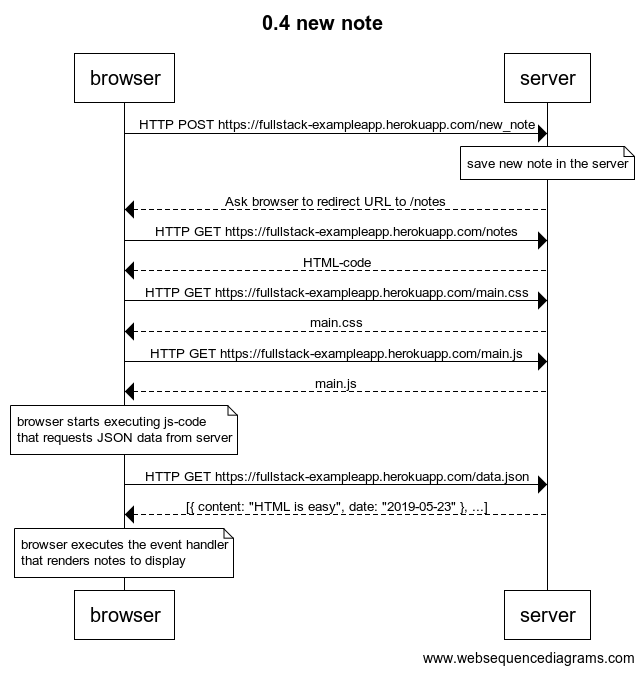 0.4 new note
browser
server
HTTP POST https://fullstack-exampleapp.herokuapp.com/new_note
save new note in the server
Ask browser to redirect URL to /notes
HTTP GET https://fullstack-exampleapp.herokuapp.com/notes
HTML-code
HTTP GET https://fullstack-exampleapp.herokuapp.com/main.css
main.css
HTTP GET https://fullstack-exampleapp.herokuapp.com/main.js
main.js
browser starts executing js-code
that requests JSON data from server
HTTP GET https://fullstack-exampleapp.herokuapp.com/data.json
[{ content: "HTML is easy", date: "2019-05-23" }, ...]
browser executes the event handler
that renders notes to display
browser
server
www.websequencediagrams.com